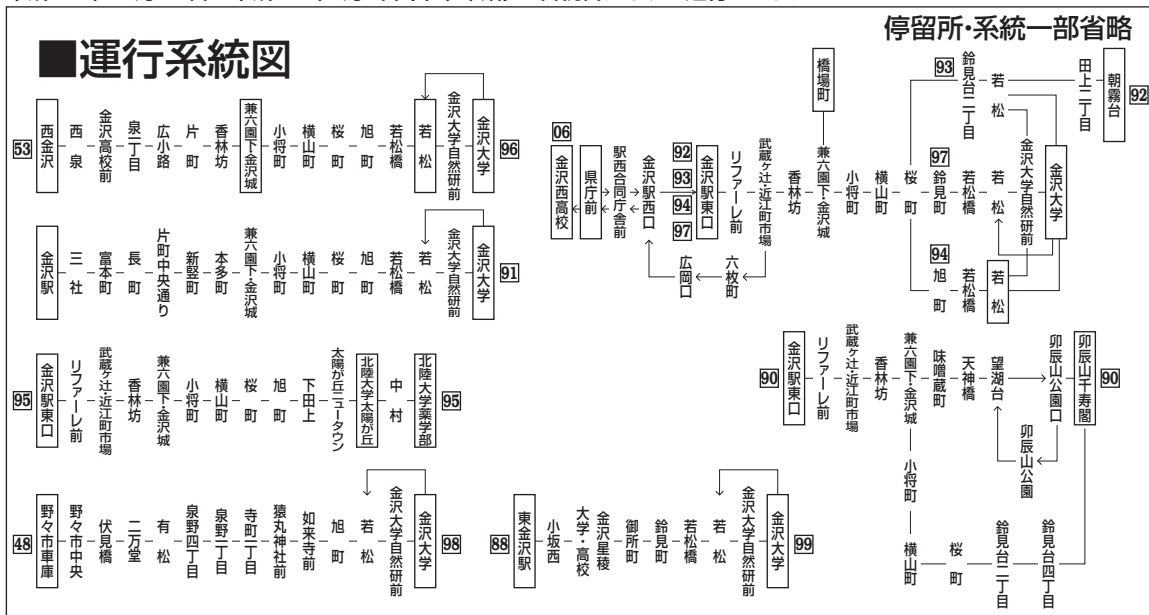 ■運行系統図
停留所・系統一部省略
53
西金沢
西泉
金沢高校前
泉一丁目
広小路
片町
香林坊
兼六園下・金沢城
小将町
横山町
桜町
旭町
若松橋
若松
金沢大学自然研前
金沢大学
96
金沢駅
三社
富本町
長町
片町中央通り
新竪町
本多町
兼六園下・金沢城
小将町
横山町
桜町
旭町
若松橋
若松
金沢大学自然研前
金沢大学
91
95
金沢駅東口
リファーレ前
武蔵ヶ辻・近江町市場
香林坊
兼六園下・金沢城
小将町
横山町
桜町
旭町
下田上
太陽が丘ニュータウン
北陸大学太陽が丘
中村
北陸大学薬学部
95
48
野々市車庫
野々市中央
伏見橋
二万堂
有松
泉野四丁目
泉野一丁目
寺町一丁目
猿丸神社前
如来寺前
旭町
若松
金沢大学自然研前
金沢大学
98
06
金沢西高校
県庁前
駅西合同庁舎前
金沢駅西口
92
93
94
97
金沢駅東口
リファーレ前
武蔵ヶ辻・近江町市場
香林坊
橋場町
兼六園下・金沢城
小将町
横山町
桜町
六枚町
広岡口
93
鈴見台二丁目
若松
田上二丁目
朝霧台
92
97
鈴見町
若松橋
若松
金沢大学自然研前
金沢大学
94
旭町
若松橋
若松
90
金沢駅東口
リファーレ前
武蔵ヶ辻・近江町市場
香林坊
兼六園下・金沢城
味噌蔵町
天神橋
望湖台
卯辰山公園口
卯辰山千寿閣
90
卯辰山公園
小将町
横山町
桜町
鈴見台二丁目
鈴見台四丁目
88
東金沢駅
小坂西
金沢星稜
大学・高校
御所町
鈴見町
若松橋
若松
金沢大学自然研前
金沢大学
99